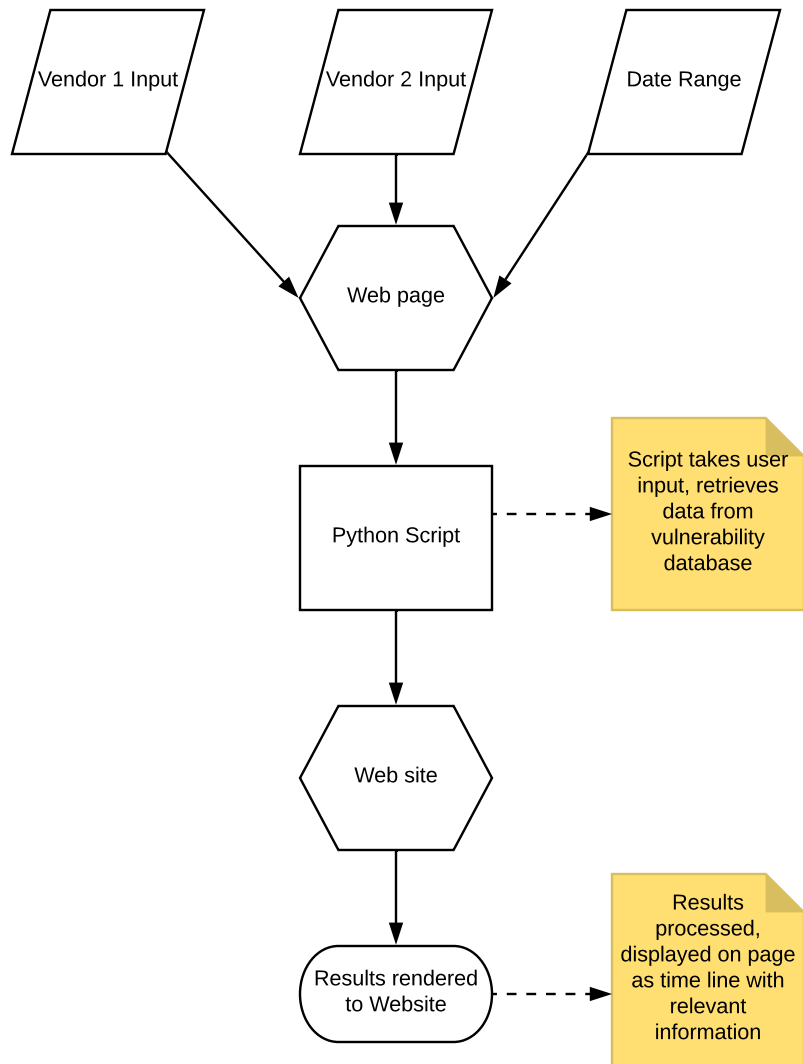 Vendor 1 Input
Vendor 2 Input
Date Range
Web page
Python Script
Script takes user
input, retrieves
data from
vulnerability
database
Web site
Results rendered
to Website
Results
processed,
displayed on page
as time line with
relevant
information